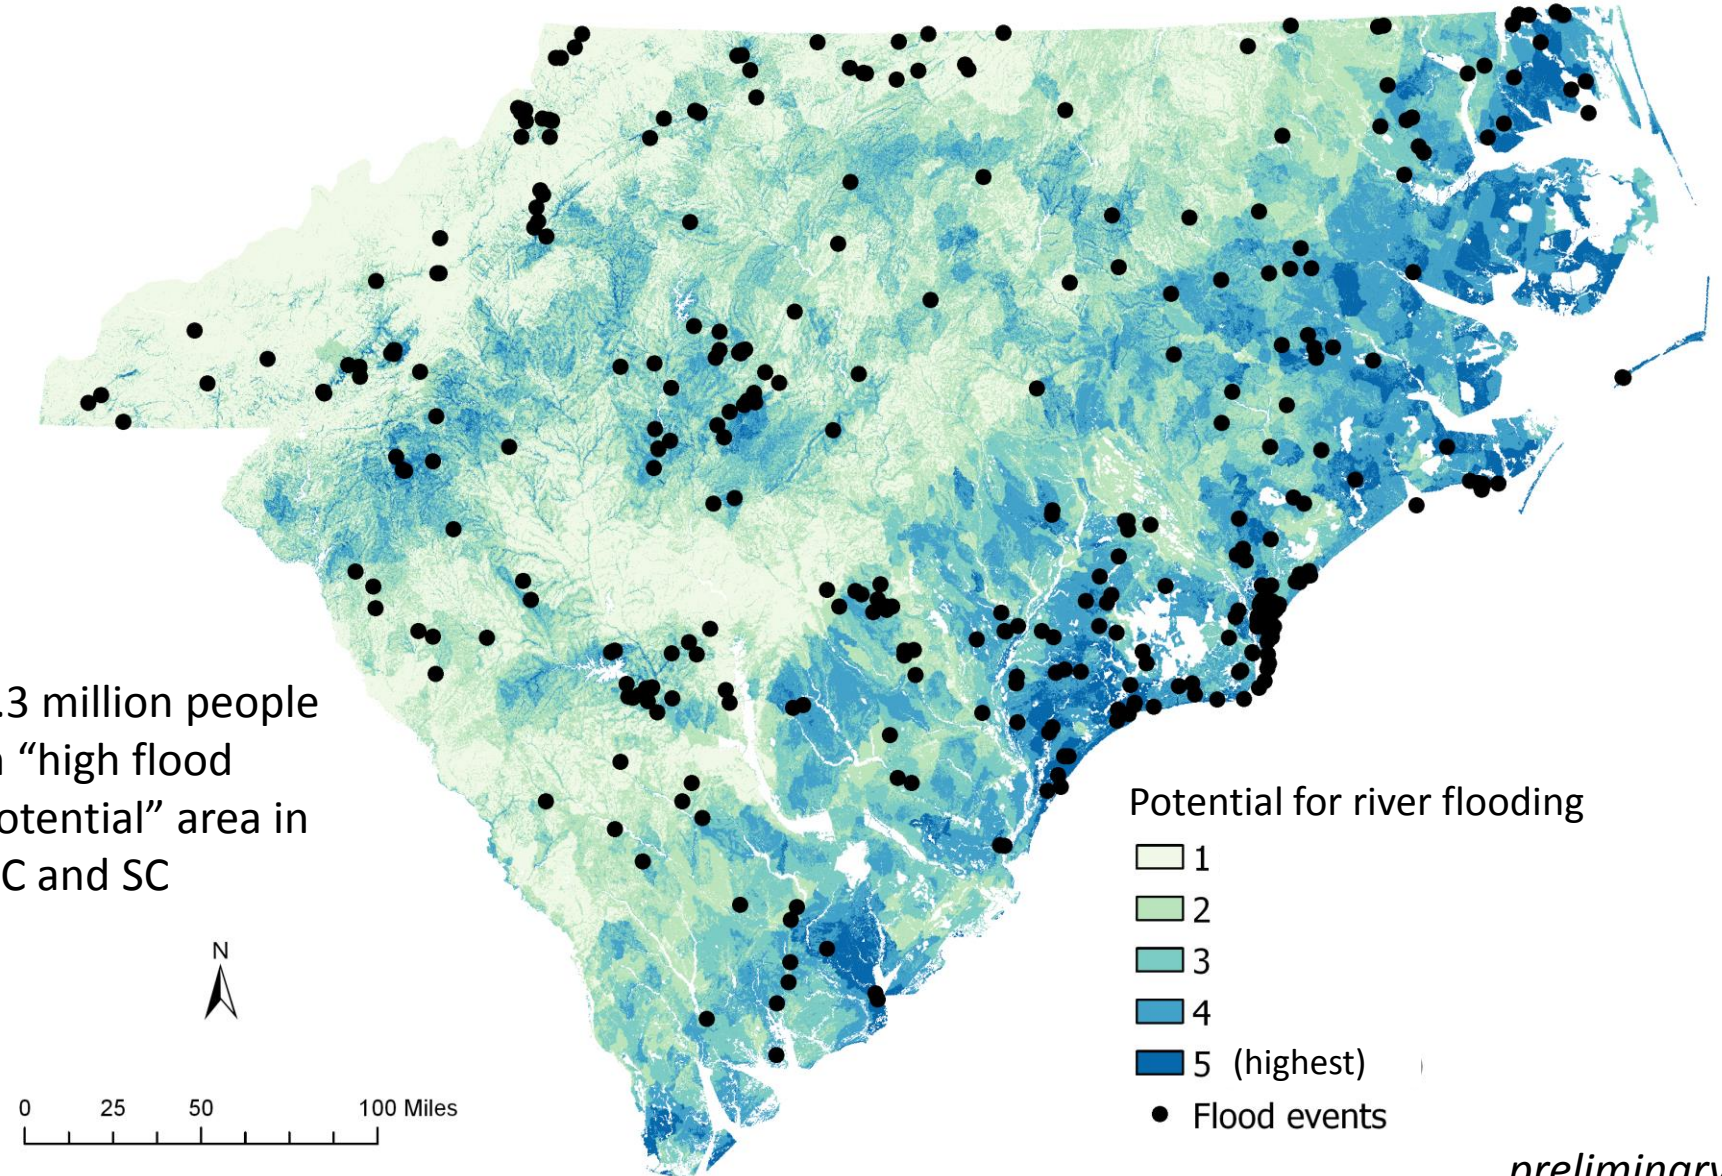 .3 million people
“high flood
otential” area in
C and SC
N
0 25 50 100 Miles
Potential for river flooding
1
2
3
4
5 (highest)
Flood events
preliminary